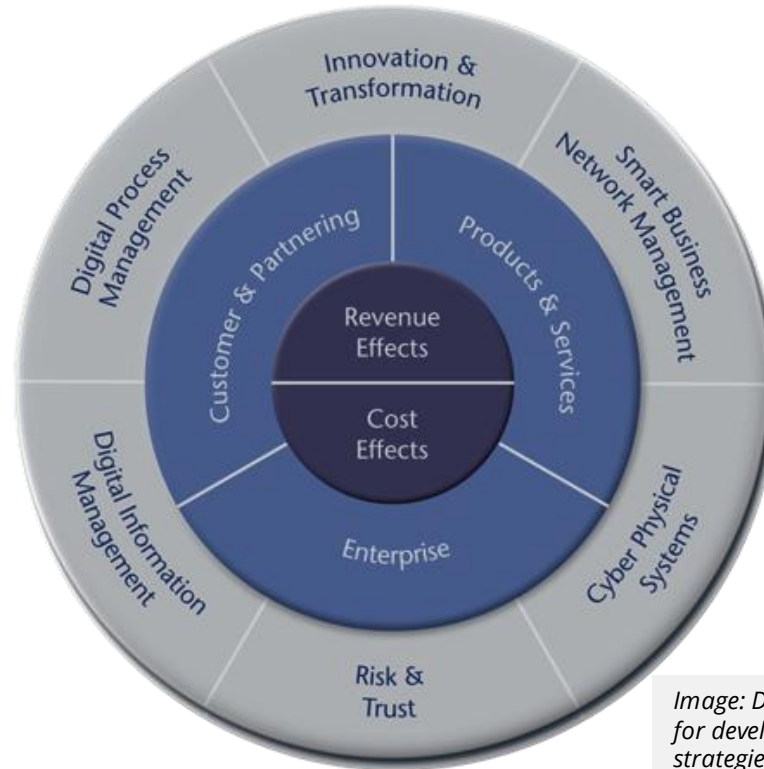 Innovation &
Transformation
Smart Business
Network Management
Cyber Physical
Systems
Risk &
Trust
Digital Information
Management
Digital Process
Management
Customer & Partnering
Products & Services
Enterprise
Revenue
Effects
Cost
Effects
Image: D
for devel
strategie